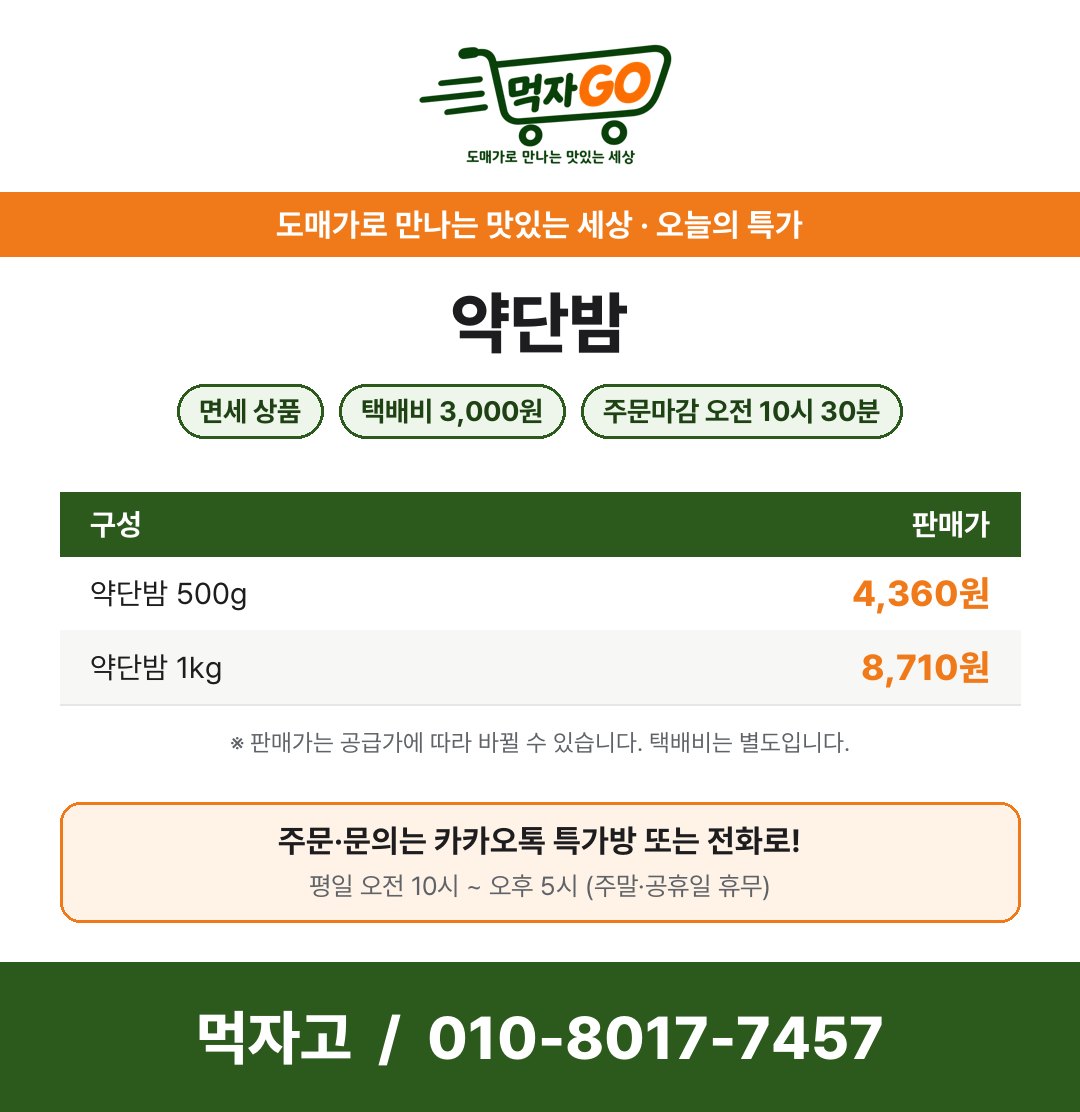 먹자GO
도매가로 만나는 맛있는 세상
도매가로 만나는 맛있는 세상 · 오늘의 특가
약단밤
면세 상품 택배비 3,000원 주문마감 오전 10시 30분
구성 판매가
약단밤 500g 4,360원
약단밤 1kg 8,710원
※ 판매가는 공급가에 따라 바뀔 수 있습니다. 택배비는 별도입니다.
주문·문의는 카카오톡 특가방 또는 전화로!
평일 오전 10시 ~ 오후 5시 (주말·공휴일 휴무)
먹자고 / 010-8017-7457